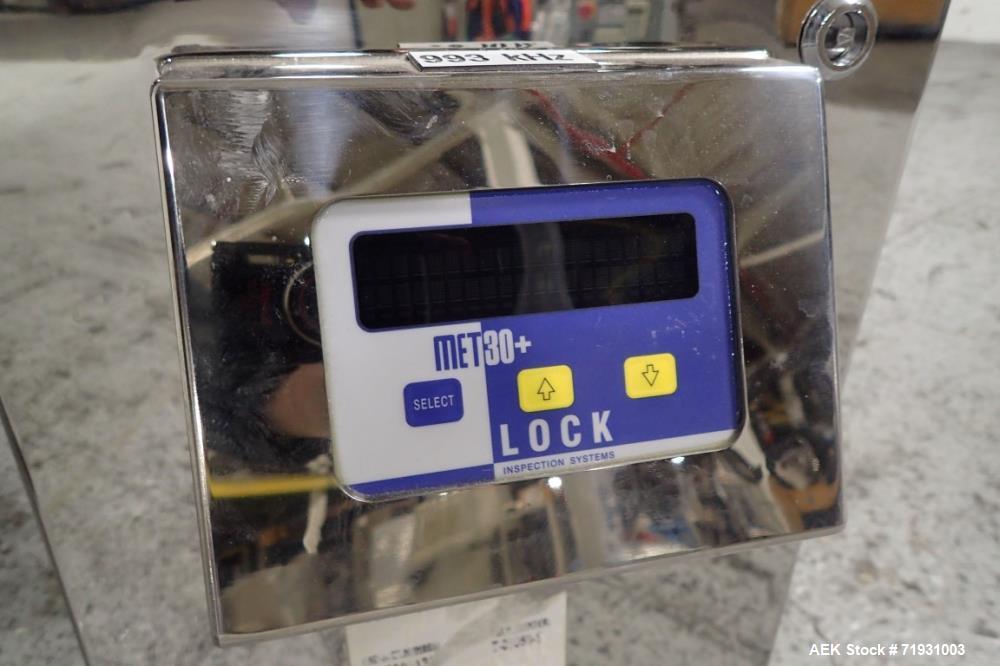 993 KHz
MET30+
SELECT
LOCK
INSPECTION SYSTEMS
AEK Stock #71931003